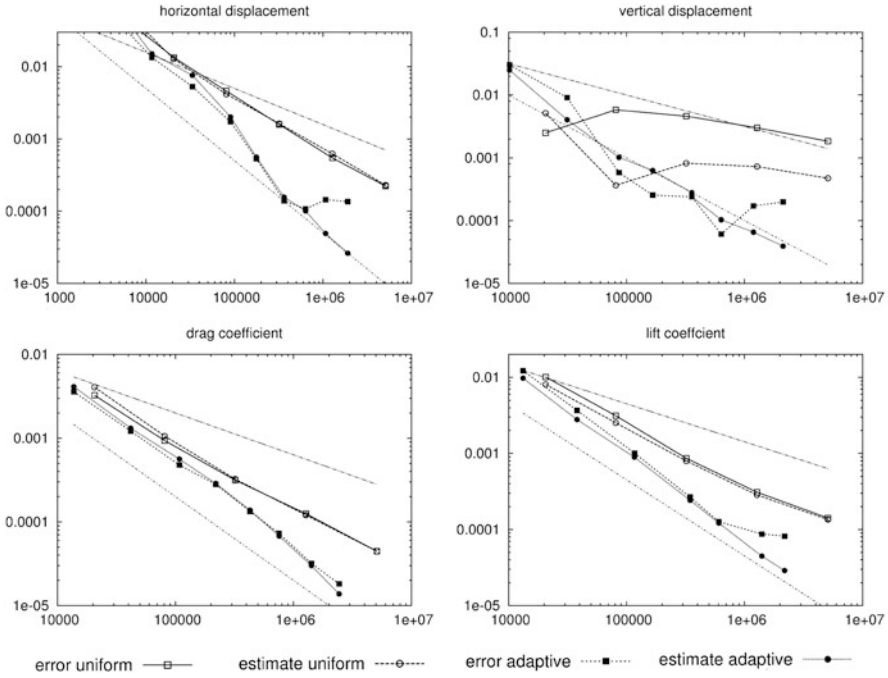 horizontal displacement
0.01
0.001
0.0001
1e-05
1000
10000
100000
1e+06
1e+07
vertical displacement
0.1
0.01
0.001
0.0001
1e-05
10000
100000
1e+06
1e+07
drag coefficient
0.01
0.001
0.0001
1e-05
10000
100000
1e+06
1e+07
lift coeffcient
0.01
0.001
0.0001
1e-05
10000
100000
1e+06
1e+07
error uniform
estimate uniform
error adaptive
estimate adaptive